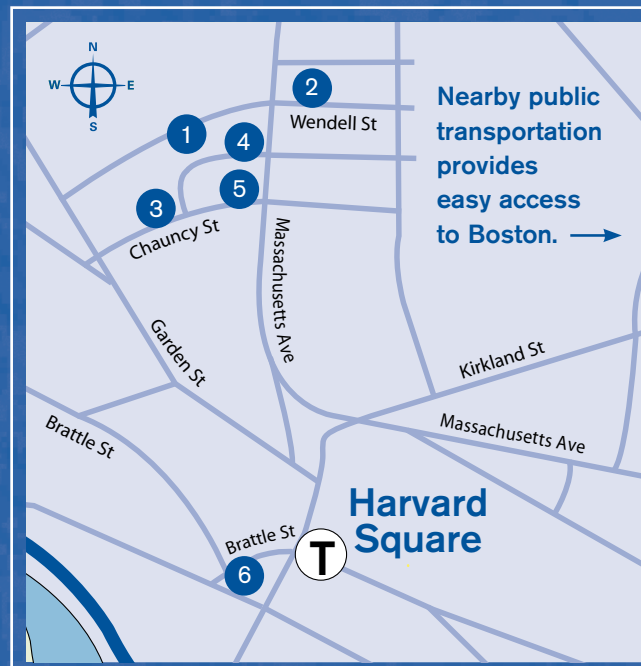 N
W E
S
2
Wendell St
Nearby public
transportation
provides
easy access
to Boston. →
1
4
5
3
Chauncy St
Massachusetts Ave
Garden St
Kirkland St
Massachusetts Ave
Brattle St
Harvard
Square
Brattle St
T
6